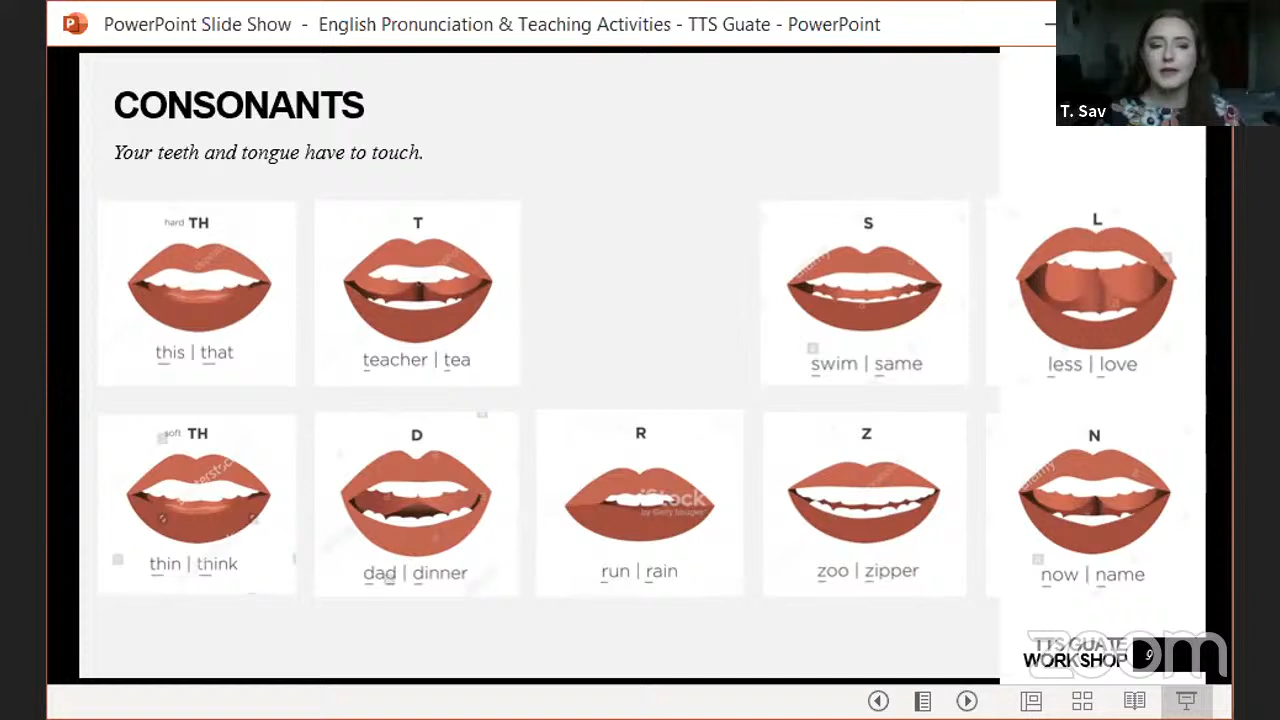 PowerPoint Slide Show - English Pronunciation & Teaching Activities - TTS Guate - PowerPoint
T. Sav
CONSONANTS
Your teeth and tongue have to touch.
hard TH
this | that
T
teacher | tea
S
swim | same
L
less | love
soft TH
thin | think
D
dad | dinner
R
iStock
run | rain
Z
zoo | zipper
N
now | name
TTS GUATE
WORKSHOP
9
zoom